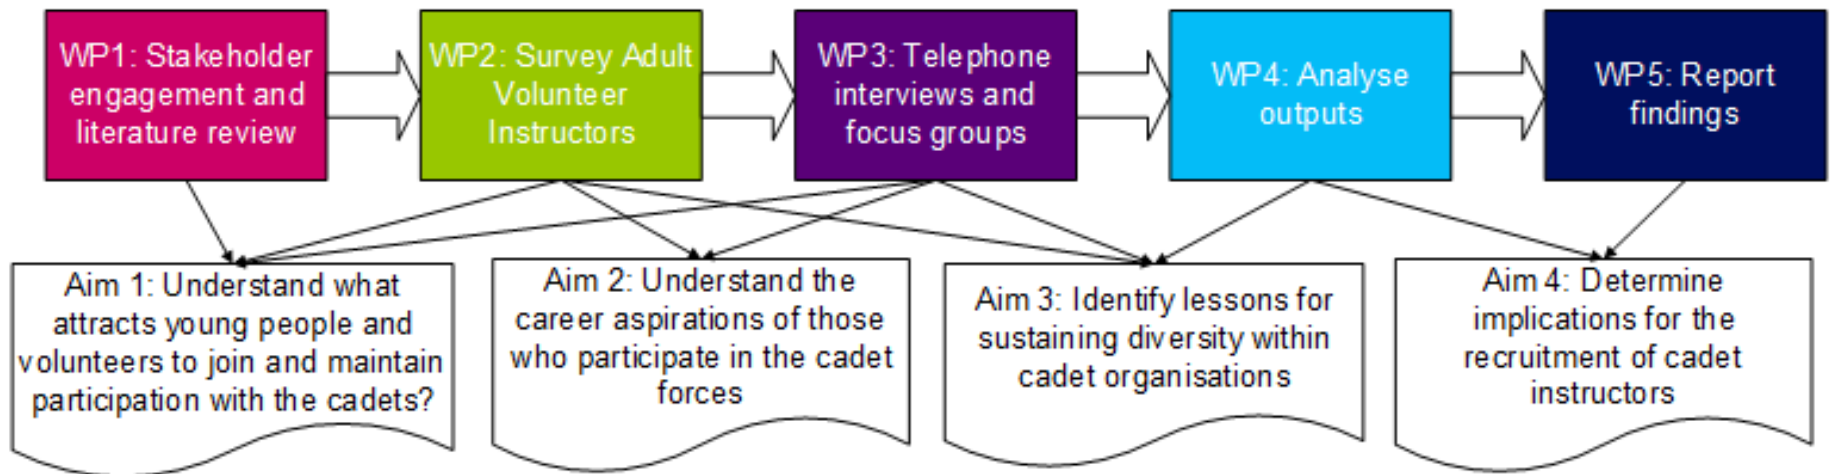 WP1: Stakeholder
engagement and
literature review
WP2: Survey Adult
Volunteer
Instructors
WP3: Telephone
interviews and
focus groups
WP4: Analyse
outputs
WP5: Report
findings
Aim 1: Understand what
attracts young people and
volunteers to join and maintain
participation with the cadets?
Aim 2: Understand the
career aspirations of those
who participate in the cadet
forces
Aim 3: Identify lessons for
sustaining diversity within
cadet organisations
Aim 4: Determine
implications for the
recruitment of cadet
instructors